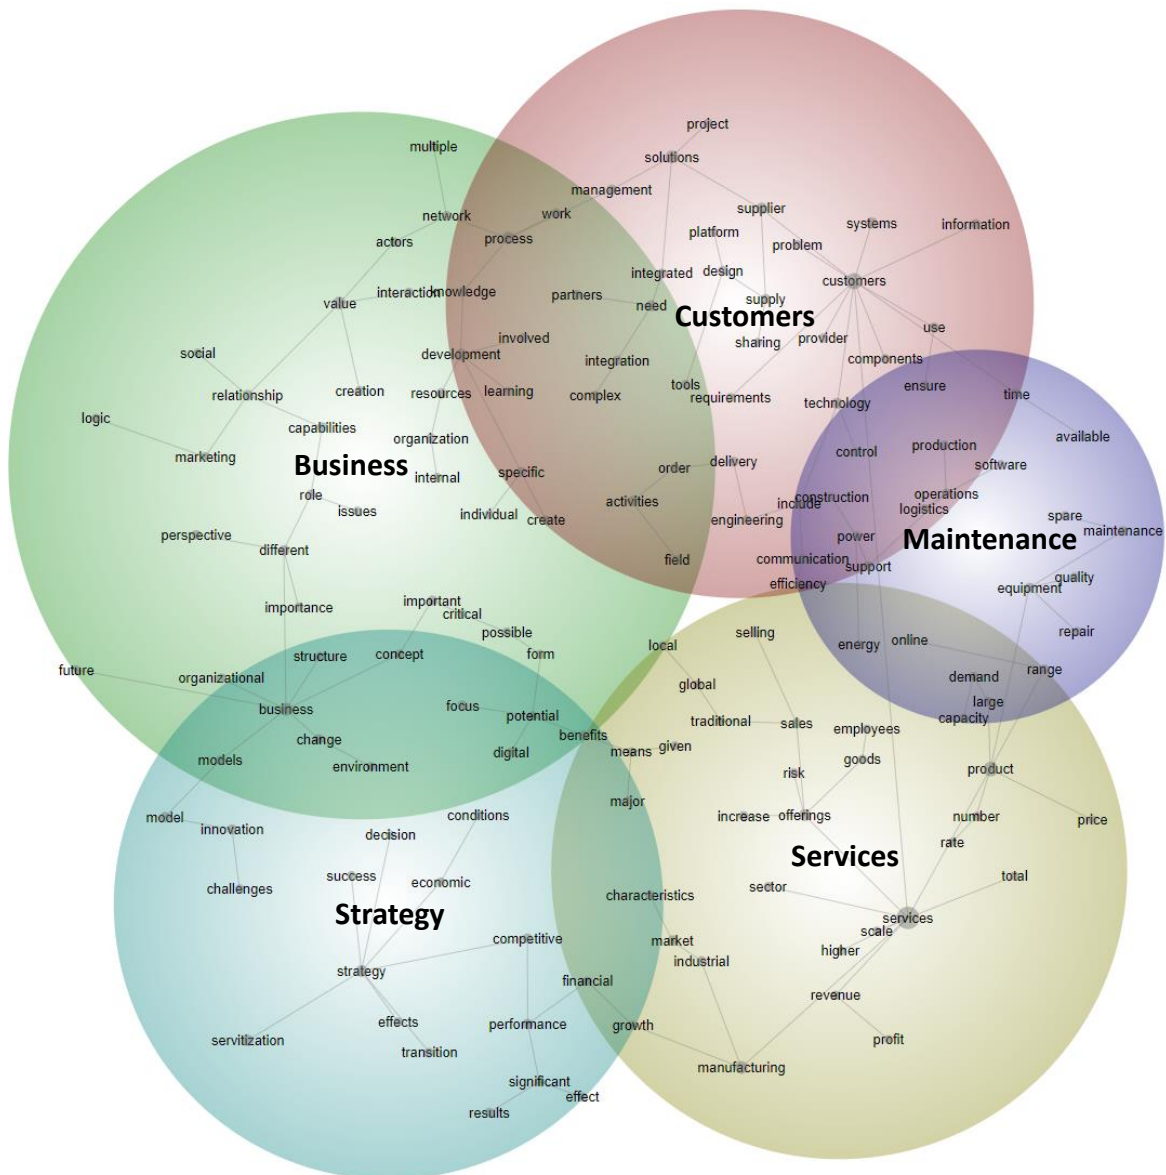 project
multiple
solutions
management
supplier
work
network
systems
information
platform
process
actors
problem
integrated
design
customers
interaction
knowledge
partners
value
supply
need
Customers
use
involved
provider
sharing
social
development
integration
components
tools
ensure
creation
resources
learning
time
relationship
complex
requirements
technology
logic
capabilities
available
organization
production
control
marketing
Business
delivery
software
order
specific
internal
role
operations
construction
activities
include
issues
individual
create
logistics
spare
engineering
maintenance
perspective
power
Maintenance
different
communication
field
support
quality
efficiency
equipment
important
importance
critical
possible
selling
repair
online
local
energy
structure
concept
form
range
future
organizational
demand
global
large
focus
business
potential
capacity
traditional
sales
employees
change
benefits
given
means
digital
models
goods
environment
product
risk
major
conditions
increase
offerings
number
model
price
innovation
decision
rate
Services
success
total
economic
challenges
sector
characteristics
Strategy
services
scale
competitive
market
higher
industrial
strategy
financial
revenue
effects
performance
growth
servitization
profit
transition
manufacturing
significant
effect
results